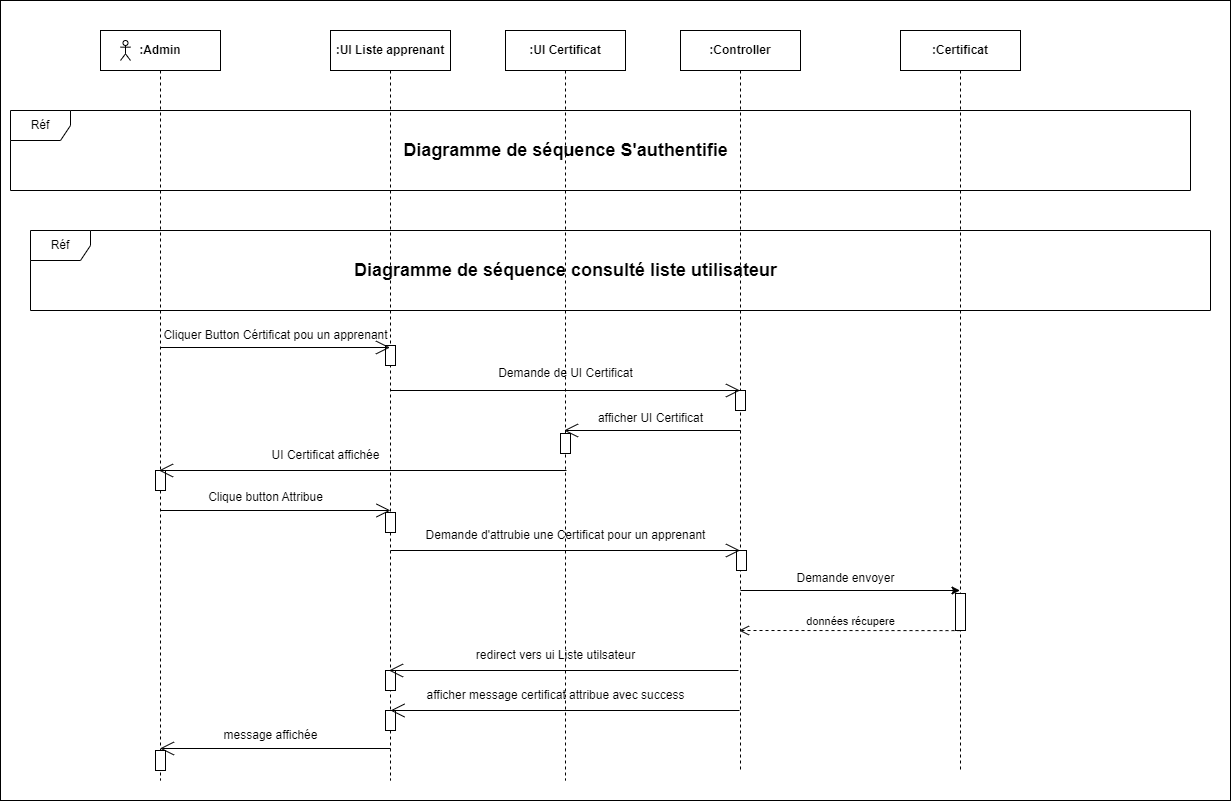 :Admin
:UI Liste apprenant
:UI Certificat
:Controller
:Certificat
Réf
Diagramme de séquence S'authentifie
Réf
Diagramme de séquence consulté liste utilisateur
Cliquer Button Cértificat pou un apprenant
Demande de UI Certificat
afficher UI Certificat
UI Certificat affichée
Clique button Attribue
Demande d'attrubie une Certificat pour un apprenant
Demande envoyer
données récupere
redirect vers ui Liste utilsateur
afficher message certificat attribue avec success
message affichée